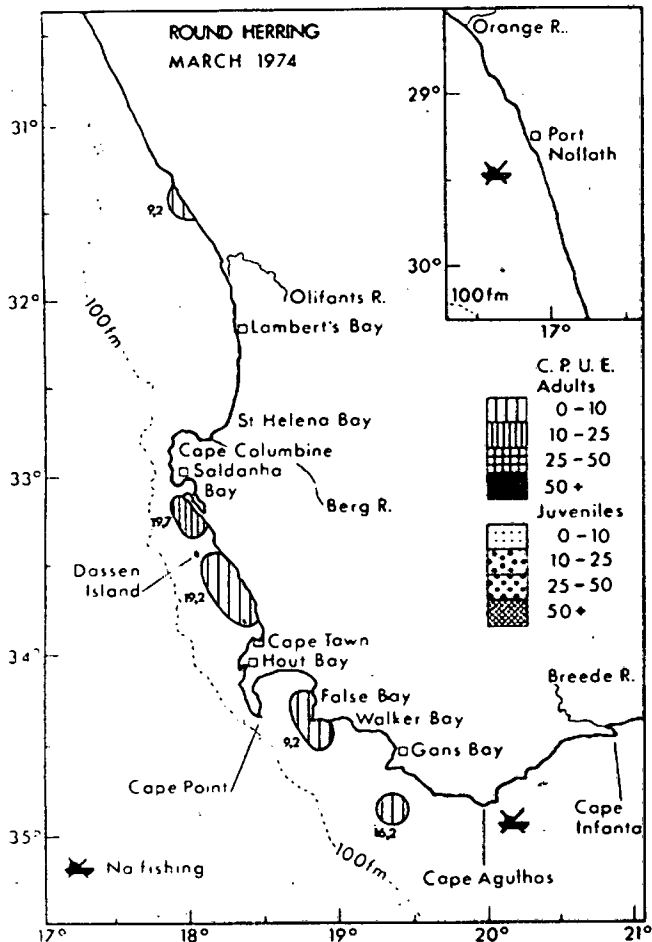 ROUND HERRING
MARCH 1974
Orange R..
29°
Port
Nollath
30°
100fm
17°
31°
9,2
Olifants R.
32°
100fm
Lambert's Bay
C. P. U. E.
Adults
0-10
10-25
25-50
50+
Juveniles
0-10
10-25
25-50
50+
St Helena Bay
Cape Columbine
Saldanha
Bay
33°
Berg R.
19,7
Dassen
Island
19,2
Cape Town
34°
Hout Bay
Breede R.
False Bay
Walker Bay
9,2
Gans Bay
Cape Point
16,2
Cape
Infanta
35°
100fm
No fishing
Cape Agulhas
17°
18°
19°
20°
21°